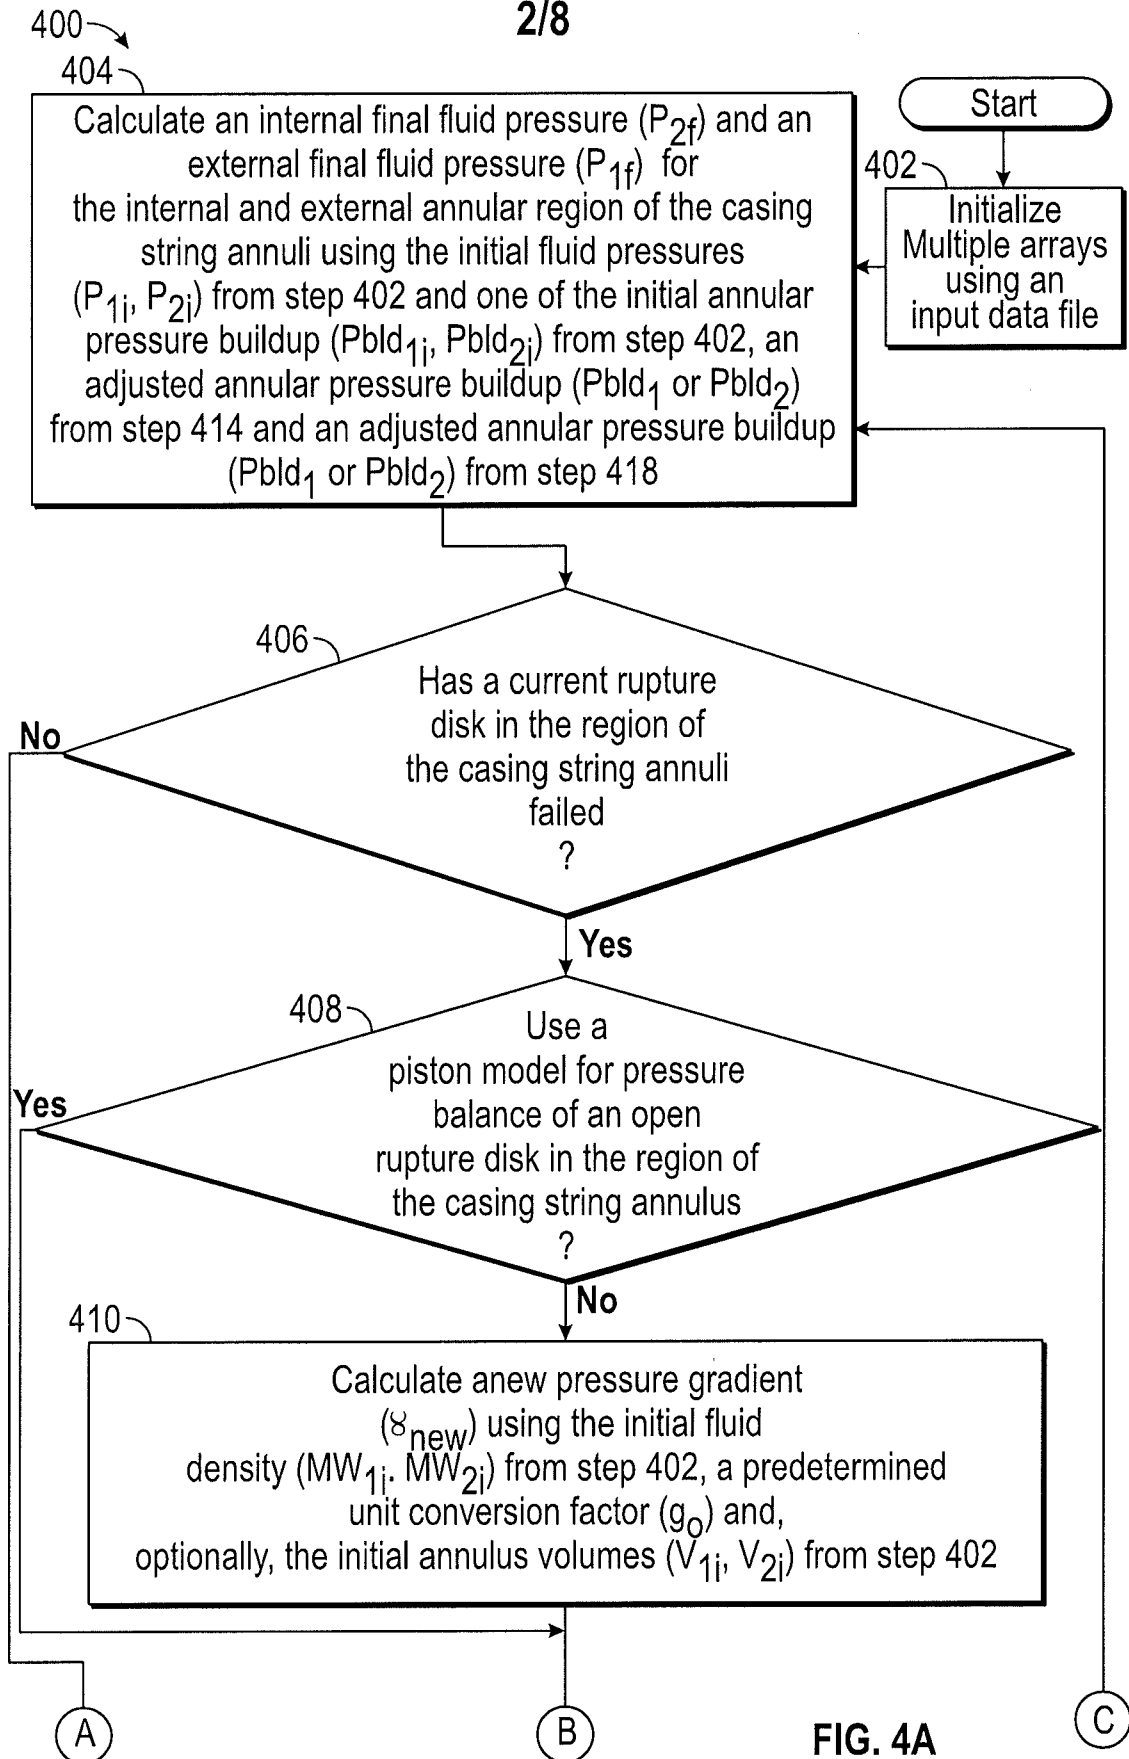 2/8
400
404
Calculate an internal final fluid pressure (P2f) and an
external final fluid pressure (P1f) for
the internal and external annular region of the casing
string annuli using the initial fluid pressures
(P1i, P2i) from step 402 and one of the initial annular
pressure buildup (Pbld1i, Pbld2i) from step 402, an
adjusted annular pressure buildup (Pbld1 or Pbld2)
from step 414 and an adjusted annular pressure buildup
(Pbld1 or Pbld2) from step 418
Start
402
Initialize
Multiple arrays
using an
input data file
406
Has a current rupture
disk in the region of
the casing string annuli
failed
?
No
Yes
408
Use a
piston model for pressure
balance of an open
rupture disk in the region of
the casing string annulus
?
Yes
No
410
Calculate anew pressure gradient
(ɣnew) using the initial fluid
density (MW1i. MW2i) from step 402, a predetermined
unit conversion factor (go) and,
optionally, the initial annulus volumes (V1i, V2i) from step 402
A
B
C
FIG. 4A